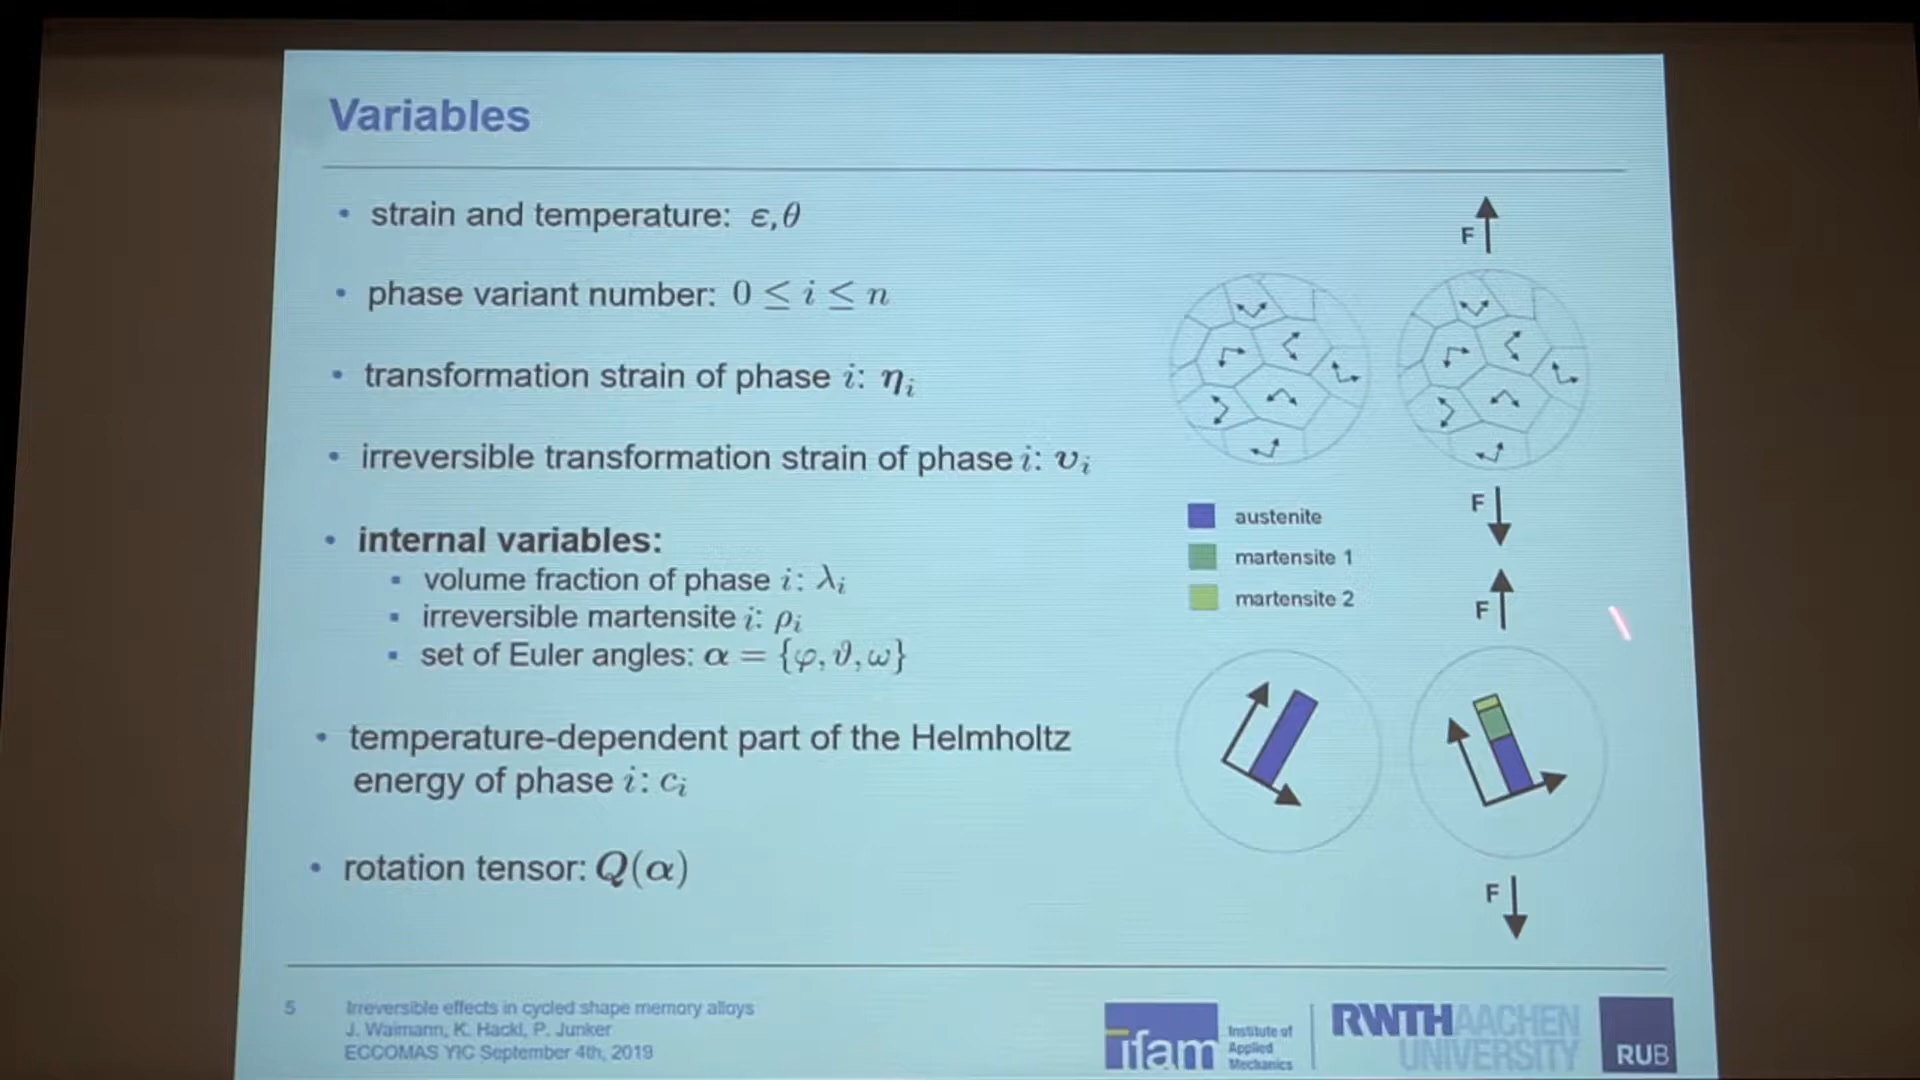 Variables
• strain and temperature: ε, θ
• phase variant number: 0 ≤ i ≤ n
• transformation strain of phase i: ηᵢ
• irreversible transformation strain of phase i: υᵢ
• internal variables:
▪ volume fraction of phase i: λᵢ
▪ irreversible martensite i: ρᵢ
▪ set of Euler angles: α = {φ, ϑ, ω}
• temperature-dependent part of the Helmholtz
energy of phase i: cᵢ
• rotation tensor: Q(α)
F
F
austenite
martensite 1
martensite 2
F
F
5
Irreversible effects in cycled shape memory alloys
J. Waimann, K. Hackl, P. Junker
ECCOMAS YIC September 4th, 2019
ifam
Institute of
Applied
Mechanics
RWTH AACHEN
UNIVERSITY
RUB